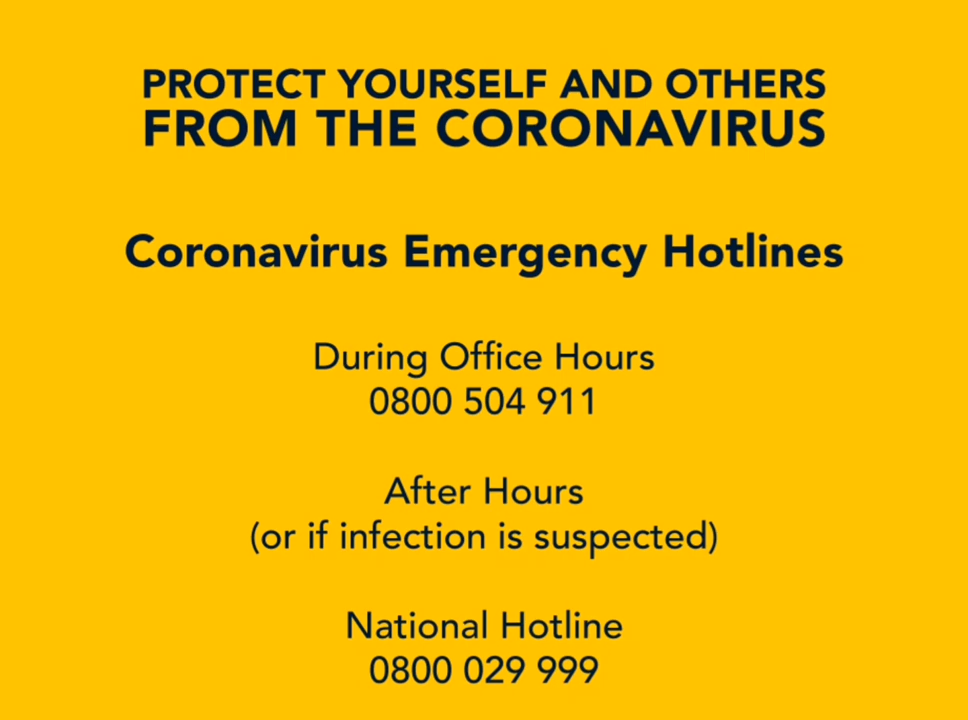 PROTECT YOURSELF AND OTHERS
FROM THE CORONAVIRUS
Coronavirus Emergency Hotlines
During Office Hours
0800 504 911
After Hours
(or if infection is suspected)
National Hotline
0800 029 999